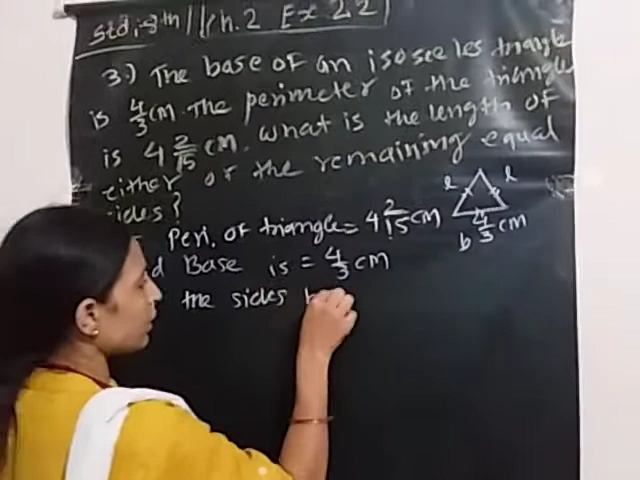 Std:8th // Ch.2 Ex 2.2
3) The base of an isosceles triangle
is 4/3 cm. The perimeter of the triangle
is 4 2/15 cm. What is the length of
either of the remaining equal
sides?
Peri. of triangle = 4 2/15 cm
Base is = 4/3 cm
the sides
l l
4/3 cm
b